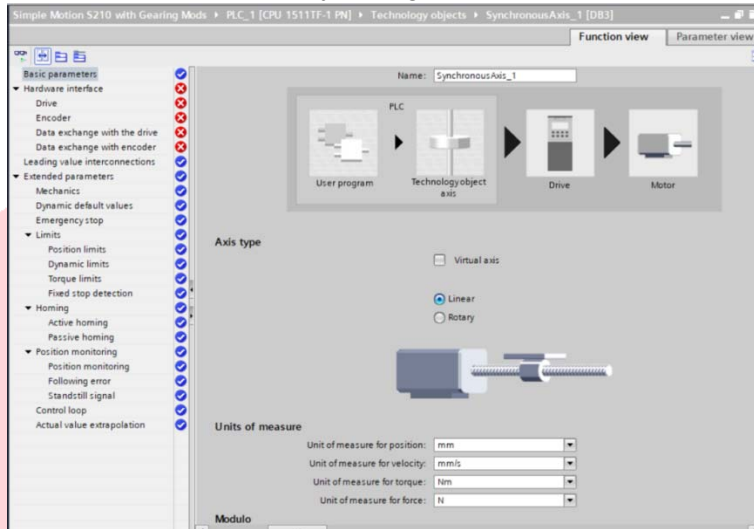 Simple Motion S210 with Gearing Mods ▸ PLC_1 [CPU 1511TF-1 PN] ▸ Technology objects ▸ SynchronousAxis_1 [DB3]
Function view
Parameter view
Basic parameters
Hardware interface
Drive
Encoder
Data exchange with the drive
Data exchange with encoder
Leading value interconnections
Extended parameters
Mechanics
Dynamic default values
Emergency stop
Limits
Position limits
Dynamic limits
Torque limits
Fixed stop detection
Homing
Active homing
Passive homing
Position monitoring
Position monitoring
Following error
Standstill signal
Control loop
Actual value extrapolation
Name: SynchronousAxis_1
PLC
User program
Technology object
axis
Drive
Motor
Axis type
Virtual axis
Linear
Rotary
Units of measure
Unit of measure for position: mm
Unit of measure for velocity: mm/s
Unit of measure for torque: Nm
Unit of measure for force: N
Modulo